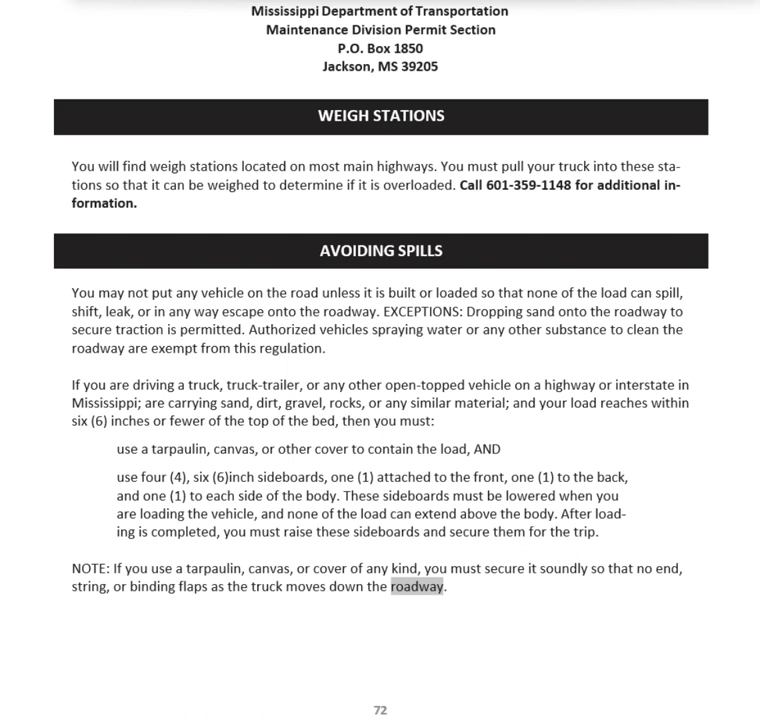 Mississippi Department of Transportation
Maintenance Division Permit Section
P.O. Box 1850
Jackson, MS 39205
WEIGH STATIONS
You will find weigh stations located on most main highways. You must pull your truck into these sta-
tions so that it can be weighed to determine if it is overloaded. Call 601-359-1148 for additional in-
formation.
AVOIDING SPILLS
You may not put any vehicle on the road unless it is built or loaded so that none of the load can spill,
shift, leak, or in any way escape onto the roadway. EXCEPTIONS: Dropping sand onto the roadway to
secure traction is permitted. Authorized vehicles spraying water or any other substance to clean the
roadway are exempt from this regulation.
If you are driving a truck, truck-trailer, or any other open-topped vehicle on a highway or interstate in
Mississippi; are carrying sand, dirt, gravel, rocks, or any similar material; and your load reaches within
six (6) inches or fewer of the top of the bed, then you must:
use a tarpaulin, canvas, or other cover to contain the load, AND
use four (4), six (6)inch sideboards, one (1) attached to the front, one (1) to the back,
and one (1) to each side of the body. These sideboards must be lowered when you
are loading the vehicle, and none of the load can extend above the body. After load-
ing is completed, you must raise these sideboards and secure them for the trip.
NOTE: If you use a tarpaulin, canvas, or cover of any kind, you must secure it soundly so that no end,
string, or binding flaps as the truck moves down the roadway.
72